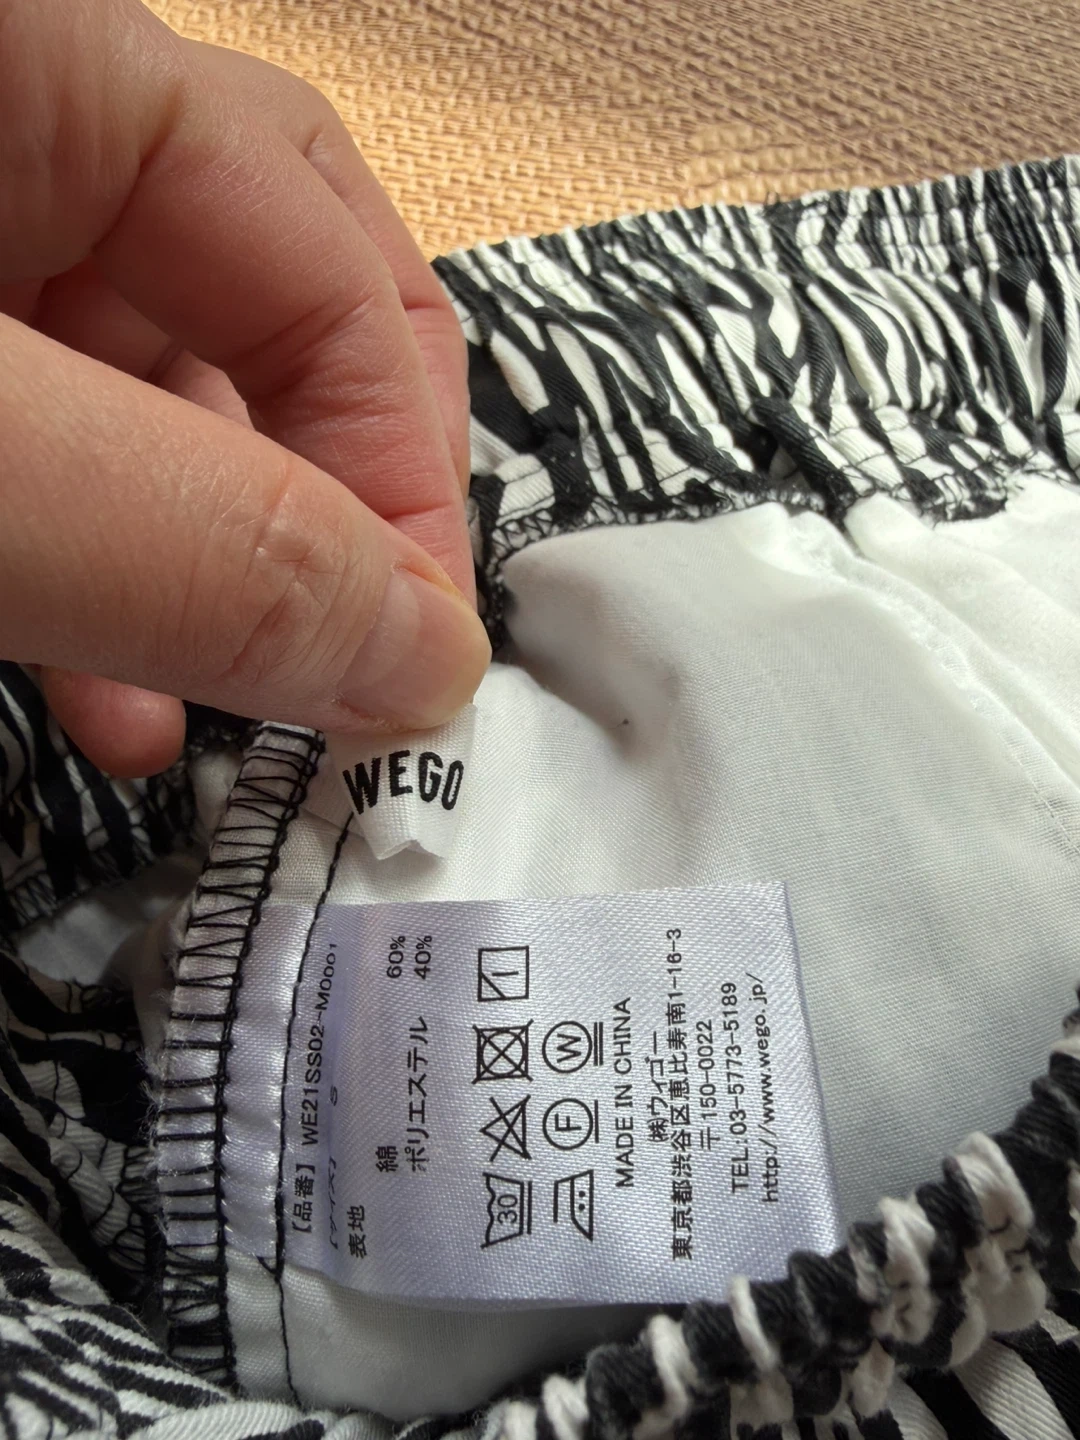 WEGO
【品番】WE21SS02-M0001
【サイズ】 S
表地
綿 60%
ポリエステル 40%
30
F W
MADE IN CHINA
㈱ウィゴー
東京都渋谷区恵比寿南1-16-3
〒150-0022
TEL:03-5773-5189
http://www.wego.jp/